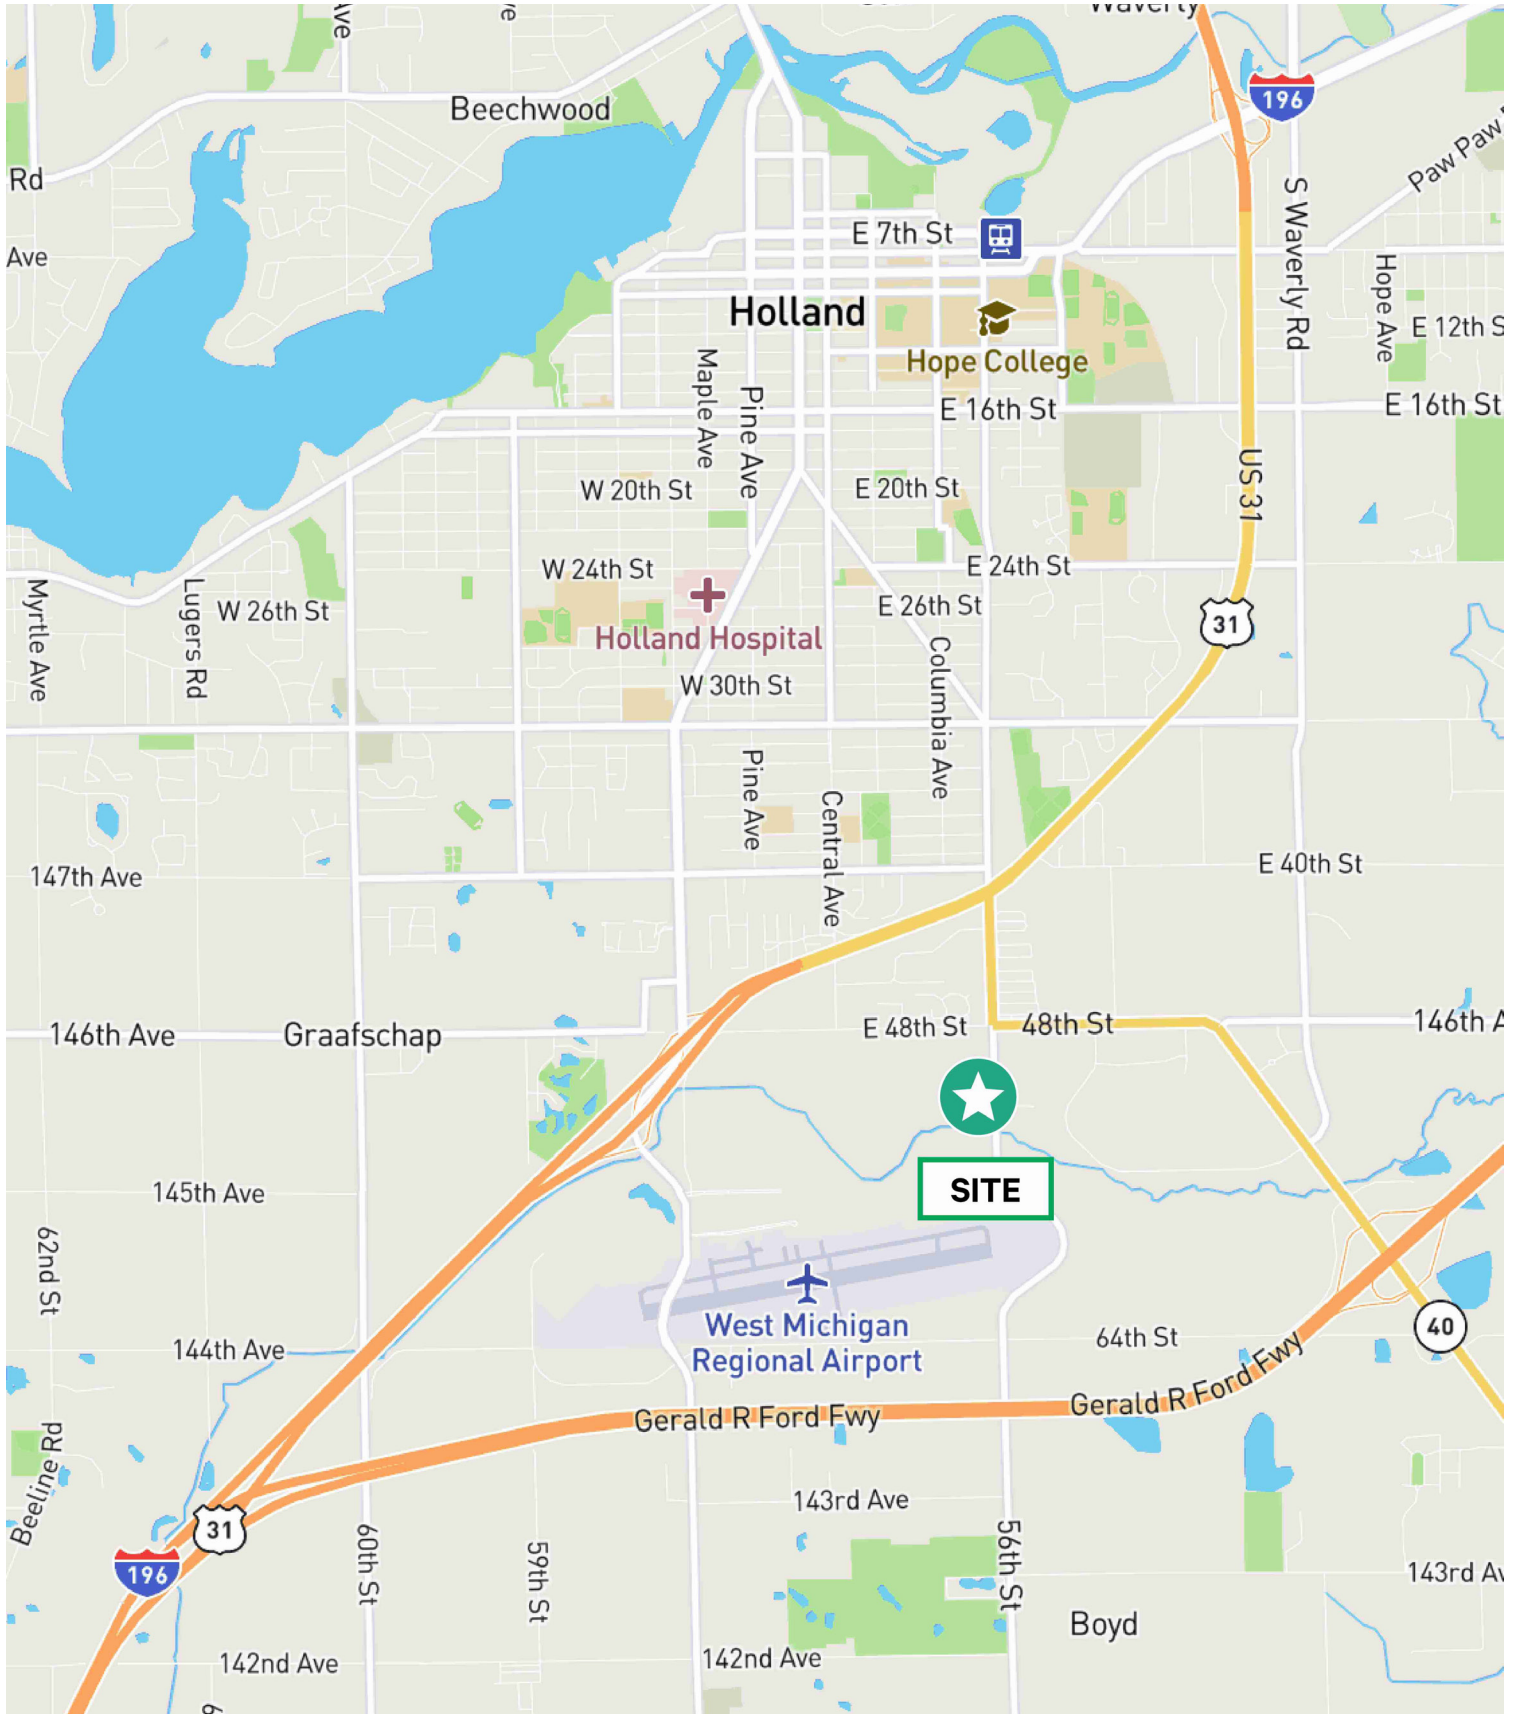 Waverly
ve
Ave
196
Beechwood
Paw Paw
Rd
S Waverly Rd
E 7th St
Ave
Hope Ave
Holland
E 12th S
Hope College
Maple Ave
Pine Ave
E 16th St
E 16th St
US 31
W 20th St
E 20th St
W 24th St
E 24th St
Myrtle Ave
Lugers Rd
W 26th St
E 26th St
31
Holland Hospital
Columbia Ave
W 30th St
Pine Ave
Central Ave
147th Ave
E 40th St
146th Ave
Graafschap
E 48th St
48th St
146th A
145th Ave
SITE
62nd St
West Michigan
Regional Airport
64th St
40
144th Ave
Gerald R Ford Fwy
Gerald R Ford Fwy
Beeline Rd
143rd Ave
31
196
60th St
59th St
56th St
143rd Av
Boyd
142nd Ave
142nd Ave